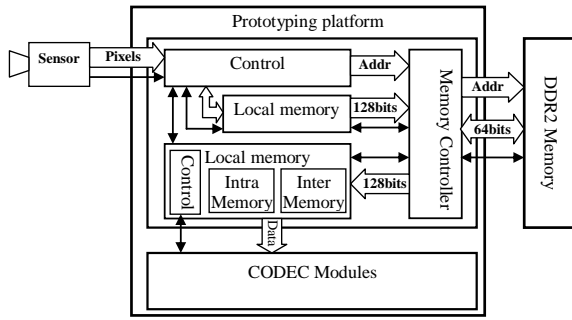 Prototyping platform
Sensor
Pixels
Control
Addr
Memory Controller
Addr
DDR2 Memory
Local memory
128bits
64bits
Local memory
Control
Intra
Memory
Inter
Memory
128bits
Data
CODEC Modules